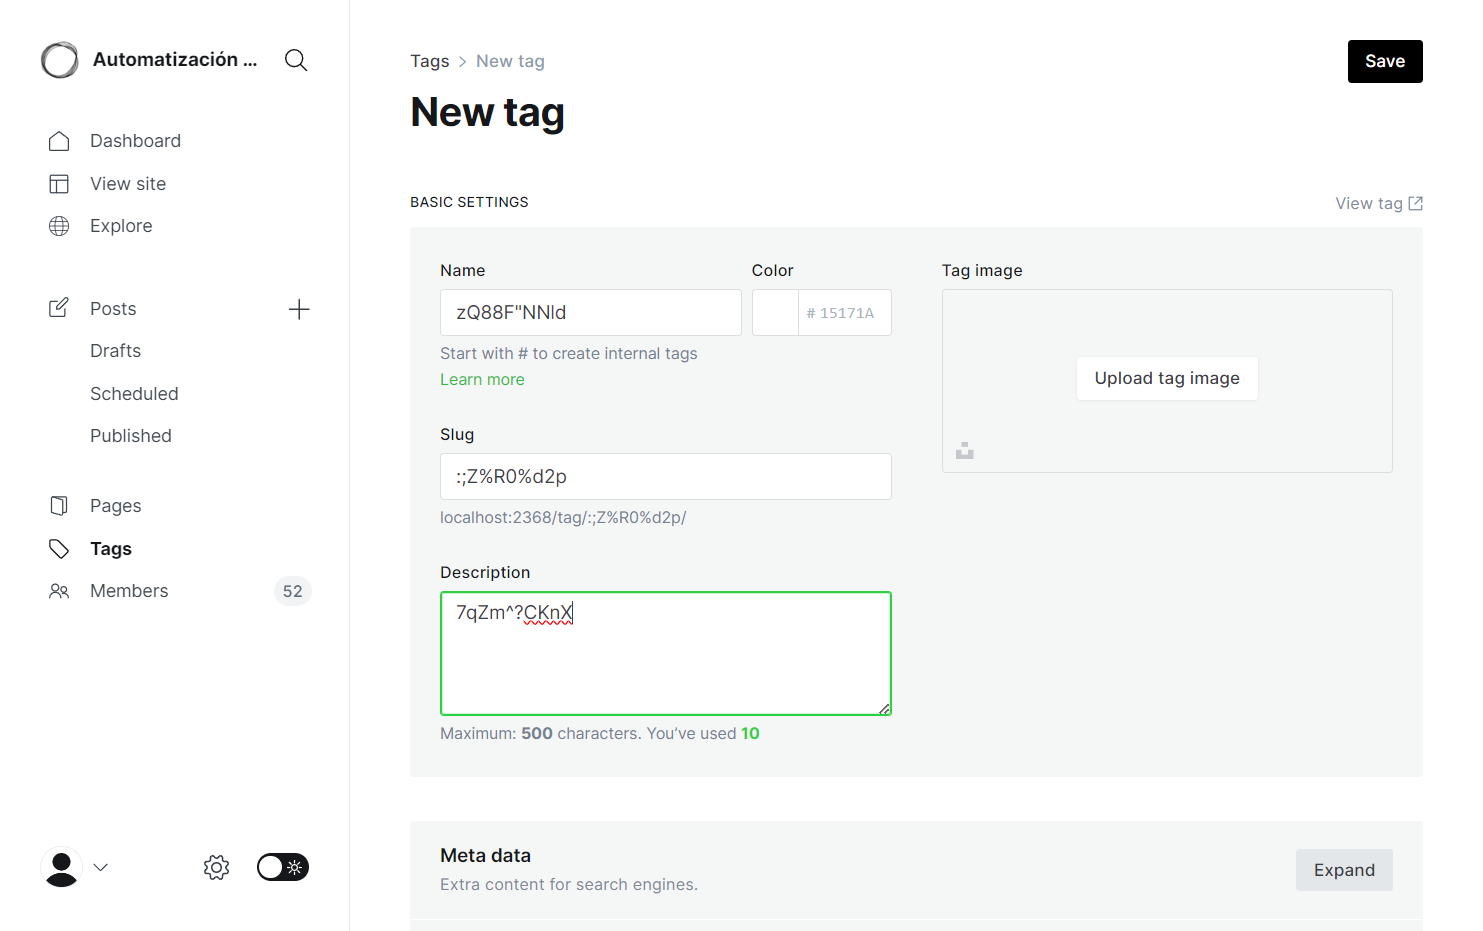 Automatización ...
Dashboard
View site
Explore
Posts
Drafts
Scheduled
Published
Pages
Tags
Members 52
Tags > New tag
Save
New tag
BASIC SETTINGS
View tag
Name
zQ88F"NNld
Start with # to create internal tags
Learn more
Color
# 15171A
Tag image
Upload tag image
Slug
:;Z%R0%d2p
localhost:2368/tag/:;Z%R0%d2p/
Description
7qZm^?CKnX
Maximum: 500 characters. You’ve used 10
Meta data
Extra content for search engines.
Expand